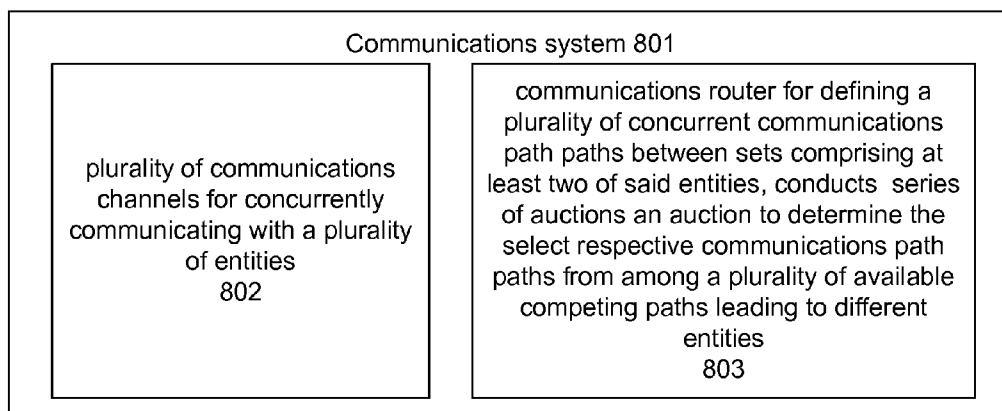 Communications system 801
plurality of communications
channels for concurrently
communicating with a plurality
of entities
802
communications router for defining a
plurality of concurrent communications
path paths between sets comprising at
least two of said entities, conducts series
of auctions an auction to determine the
select respective communications path
paths from among a plurality of available
competing paths leading to different
entities
803